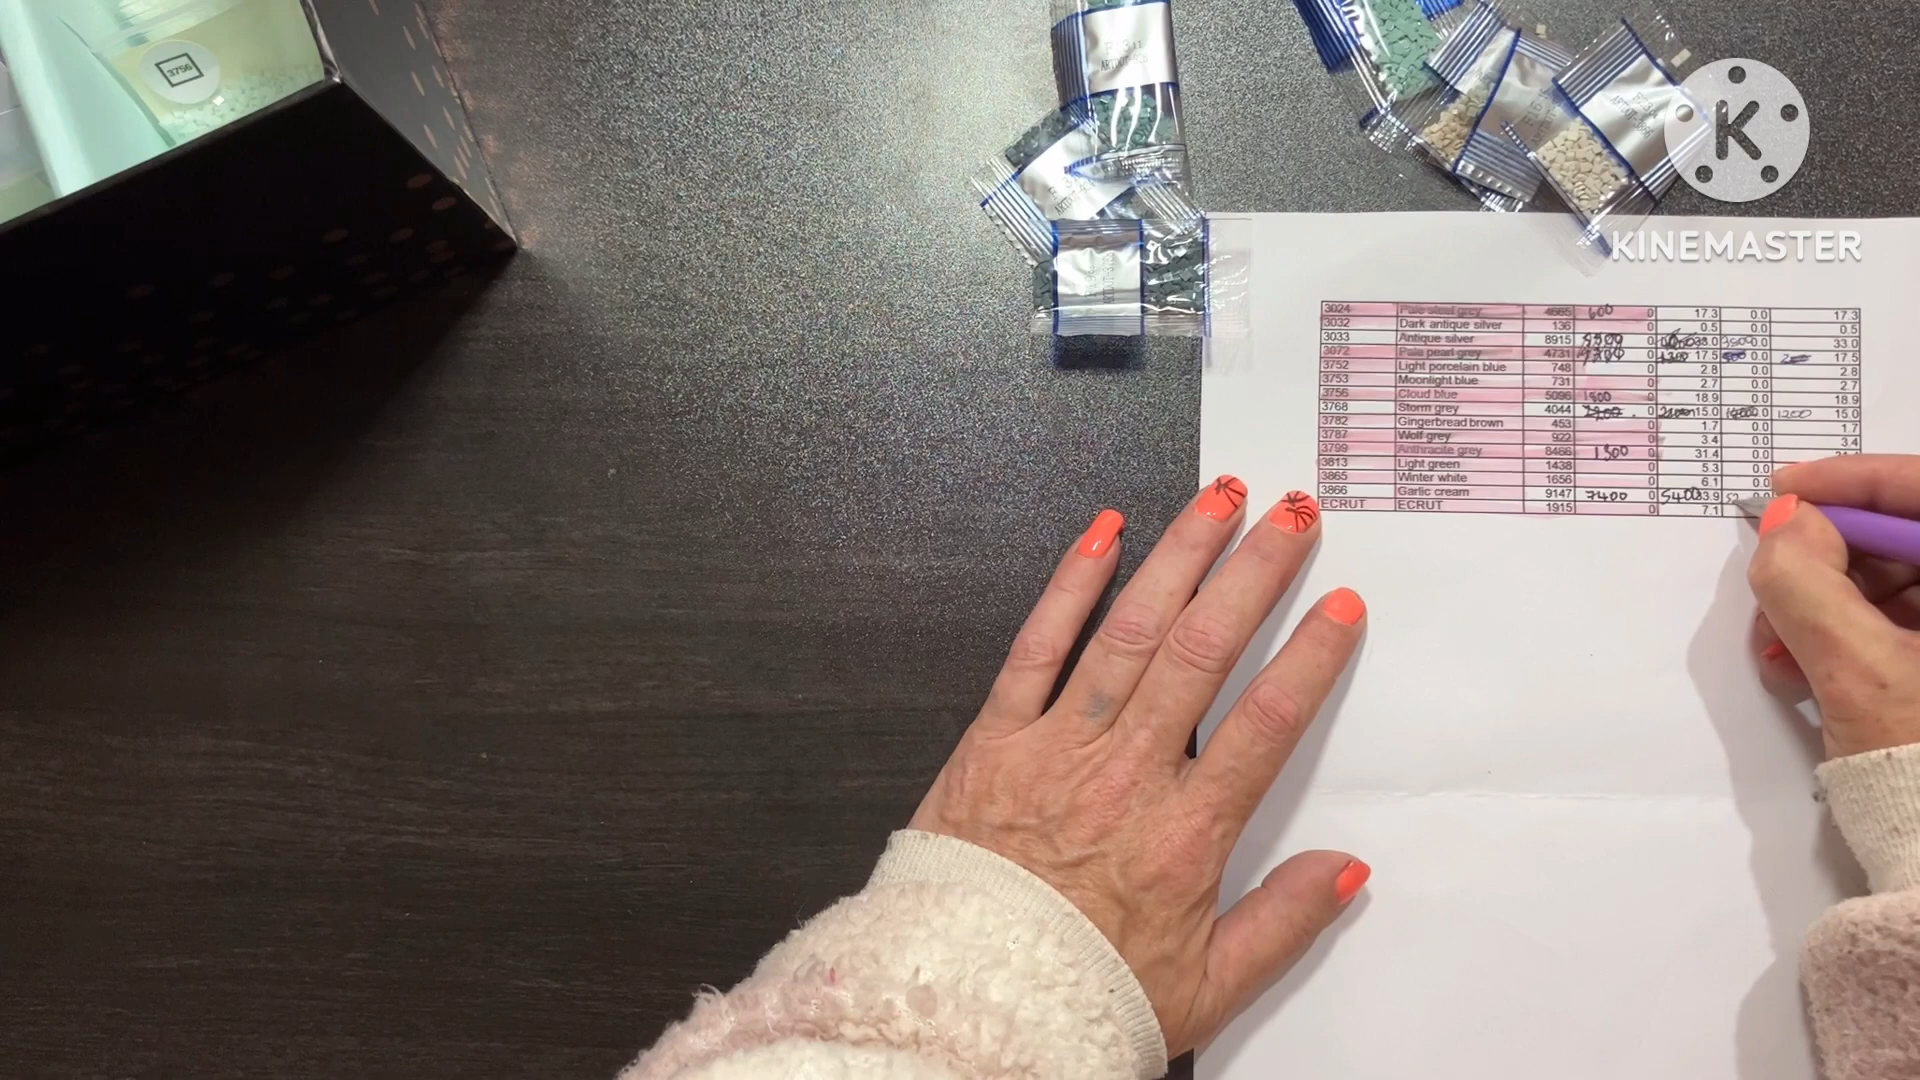 3756
K
KINEMASTER
3024 Pale steel grey 4665 600 0 17.3 0.0 17.3
3032 Dark antique silver 136 0 0.5 0.0 0.5
3033 Antique silver 8915 0 0.0 33.0
3072 Pale pearl grey 4731 0 17.5 0.0 17.5
3752 Light porcelain blue 748 0 2.8 0.0 2.8
3753 Moonlight blue 731 0 2.7 0.0 2.7
3756 Cloud blue 5096 1800 0 18.9 0.0 18.9
3768 Storm grey 4044 0 15.0 0.0 1200 15.0
3782 Gingerbread brown 453 0 1.7 0.0 1.7
3787 Wolf grey 922 0 3.4 0.0 3.4
3799 Anthracite grey 8466 1300 0 31.4 0.0
3813 Light green 1438 0 5.3 0.0
3865 Winter white 1656 0 6.1 0.0
3866 Garlic cream 9147 7400 0 5400
ECRUT ECRUT 1915 0 7.1